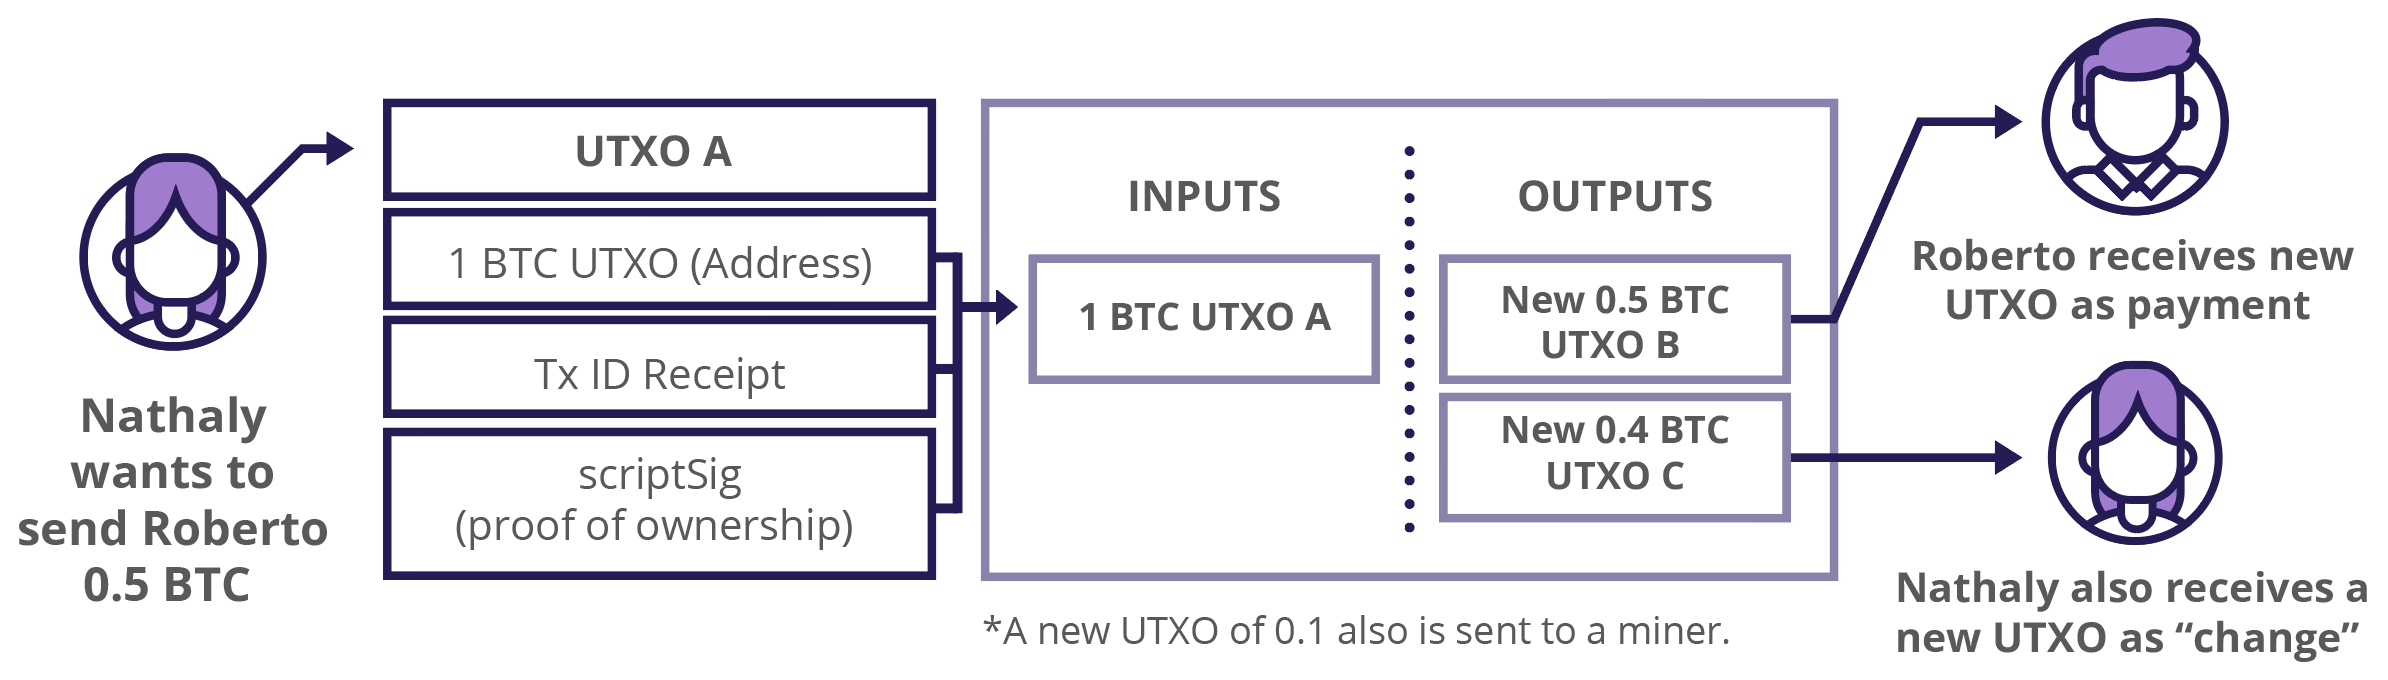 Nathaly
wants to
send Roberto
0.5 BTC
UTXO A
1 BTC UTXO (Address)
Tx ID Receipt
scriptSig
(proof of ownership)
INPUTS
1 BTC UTXO A
OUTPUTS
New 0.5 BTC
UTXO B
New 0.4 BTC
UTXO C
*A new UTXO of 0.1 also is sent to a miner.
Roberto receives new
UTXO as payment
Nathaly also receives a
new UTXO as “change”